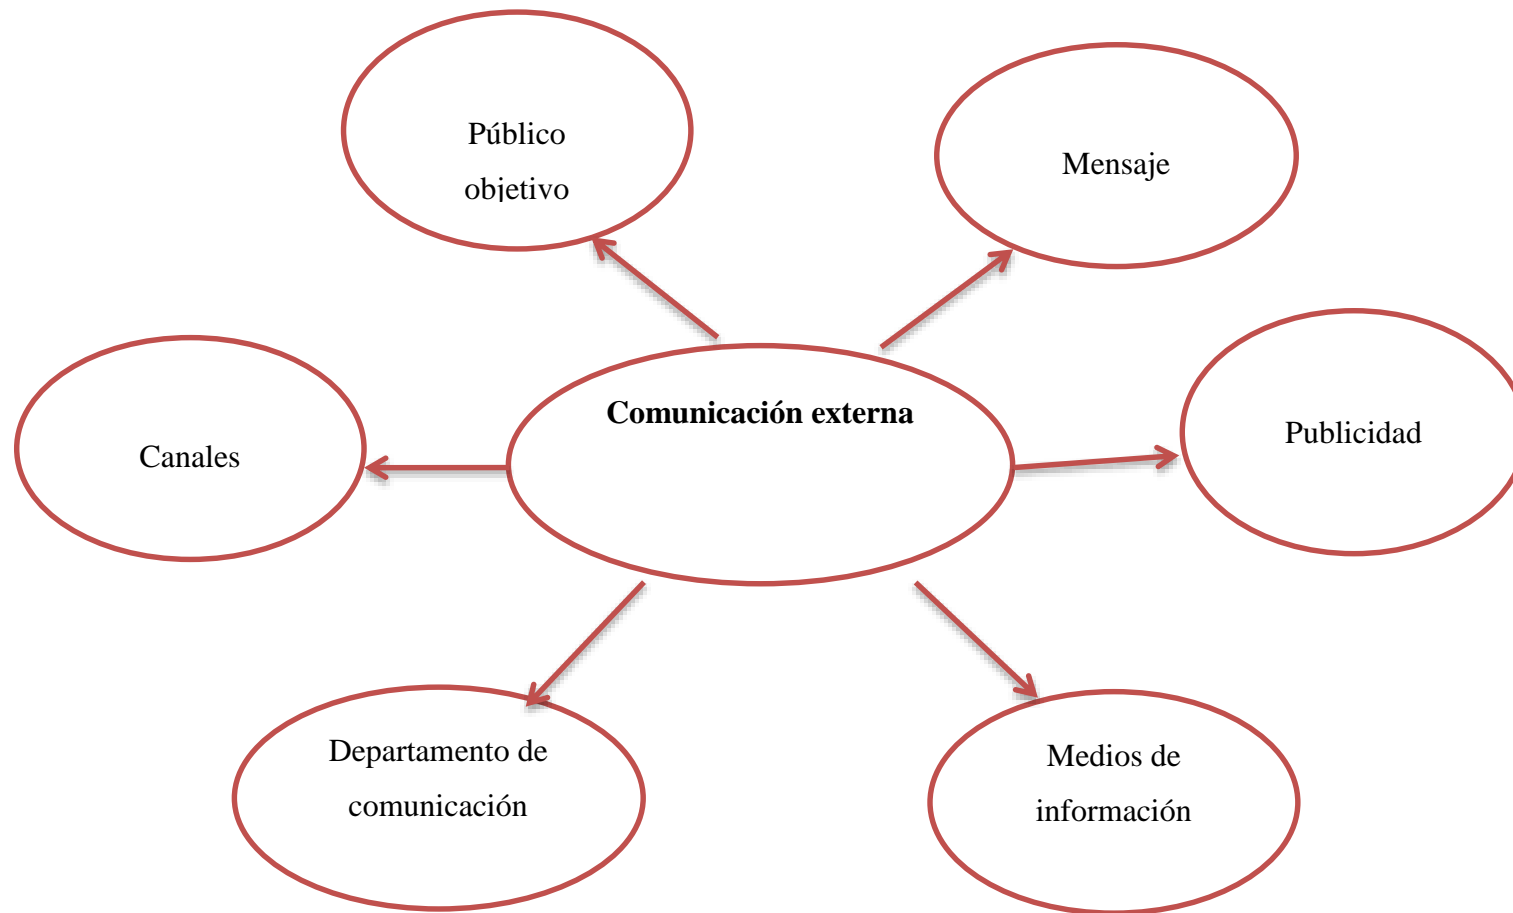 Público
objetivo
Mensaje
Comunicación externa
Publicidad
Canales
Departamento de
comunicación
Medios de
información